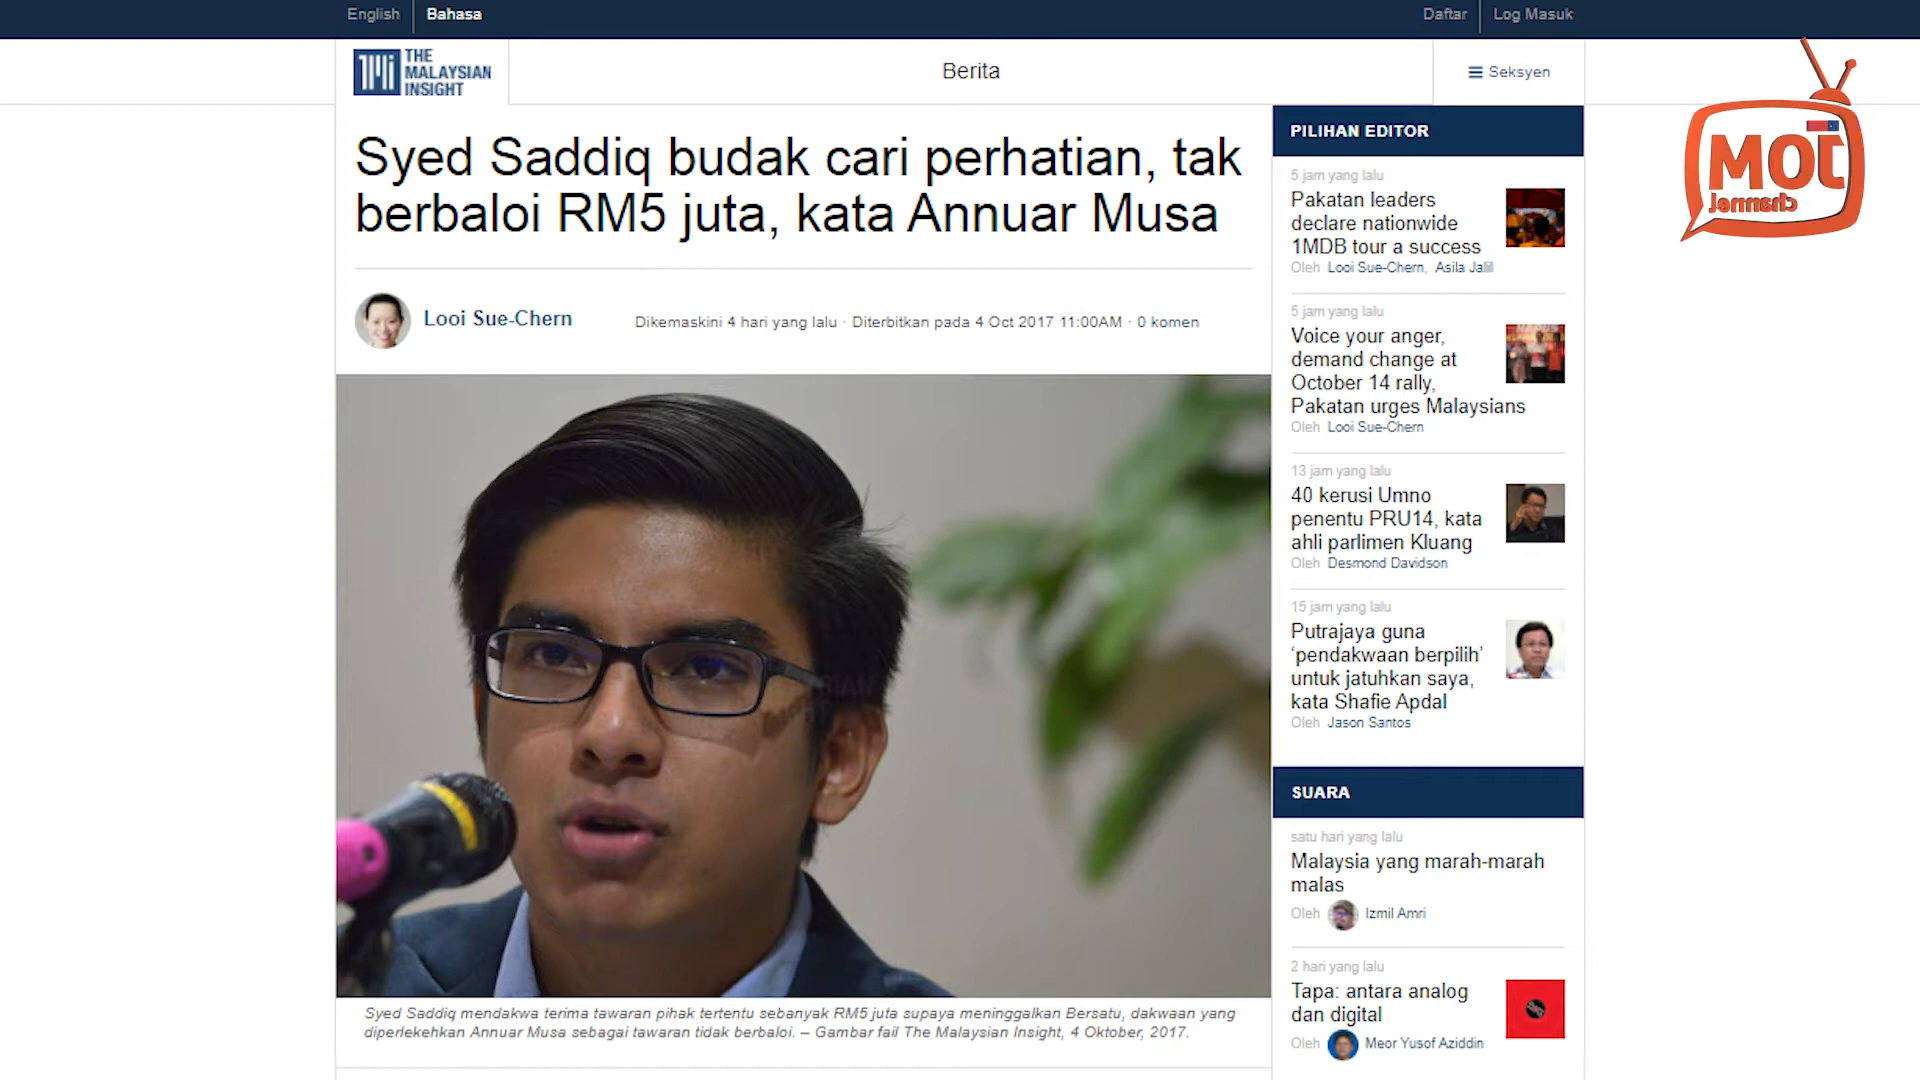 English
Bahasa
Daftar
Log Masuk
THE
MALAYSIAN
INSIGHT
Berita
Seksyen
Syed Saddiq budak cari perhatian, tak
berbaloi RM5 juta, kata Annuar Musa
Looi Sue-Chern
Dikemaskini 4 hari yang lalu · Diterbitkan pada 4 Oct 2017 11:00AM · 0 komen
Syed Saddiq mendakwa terima tawaran pihak tertentu sebanyak RM5 juta supaya meninggalkan Bersatu, dakwaan yang
diperlekehkan Annuar Musa sebagai tawaran tidak berbaloi. – Gambar fail The Malaysian Insight, 4 Oktober, 2017.
PILIHAN EDITOR
5 jam yang lalu
Pakatan leaders
declare nationwide
1MDB tour a success
Oleh Looi Sue-Chern, Asila Jalil
5 jam yang lalu
Voice your anger,
demand change at
October 14 rally,
Pakatan urges Malaysians
Oleh Looi Sue-Chern
13 jam yang lalu
40 kerusi Umno
penentu PRU14, kata
ahli parlimen Kluang
Oleh Desmond Davidson
15 jam yang lalu
Putrajaya guna
‘pendakwaan berpilih’
untuk jatuhkan saya,
kata Shafie Apdal
Oleh Jason Santos
SUARA
satu hari yang lalu
Malaysia yang marah-marah
malas
Oleh Izmil Amri
2 hari yang lalu
Tapa: antara analog
dan digital
Oleh Meor Yusof Aziddin
JOM
channel